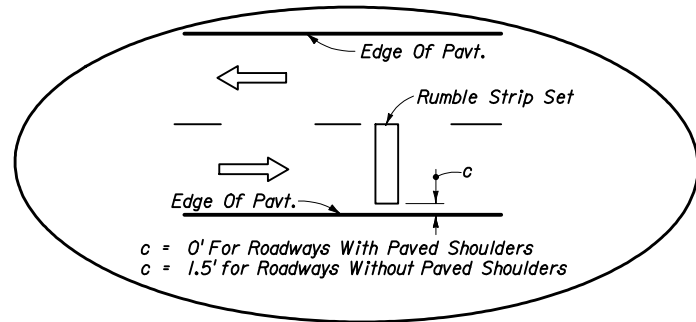 Edge Of Pavt.
Rumble Strip Set
c
Edge Of Pavt.
c = 0' For Roadways With Paved Shoulders
c = 1.5' for Roadways Without Paved Shoulders